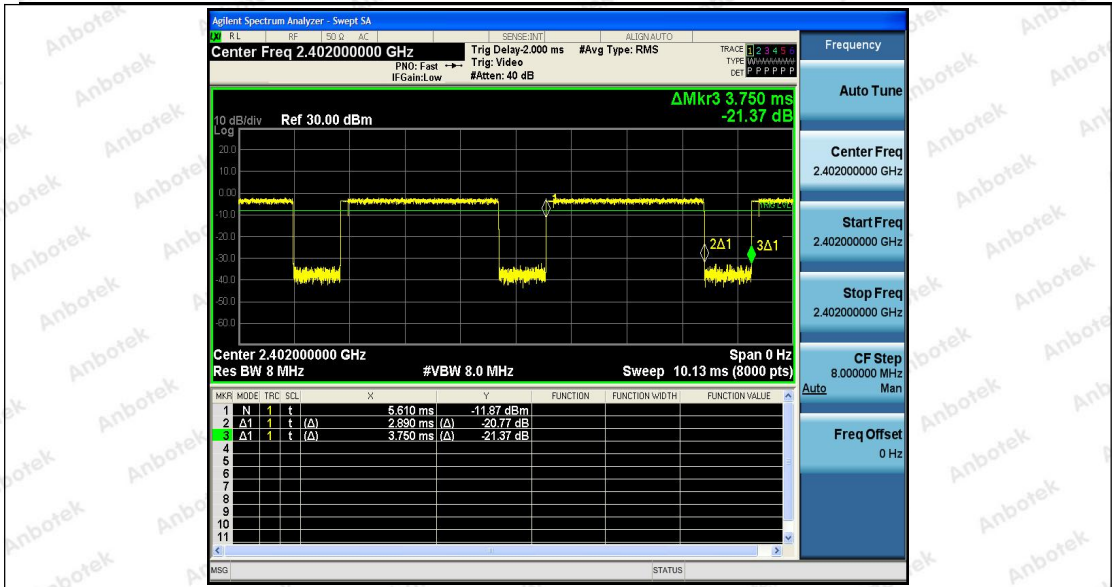 Agilent Spectrum Analyzer - Swept SA
LXI RL RF 50 Ω AC SENSE:INT ALIGNAUTO
Center Freq 2.402000000 GHz
PNO: Fast
IFGain:Low
Trig Delay-2.000 ms
Trig: Video
#Atten: 40 dB
#Avg Type: RMS
TRACE 1 2 3 4 5 6
TYPE
DET P P P P P P
ΔMkr3 3.750 ms
-21.37 dB
10 dB/div Ref 30.00 dBm
Log
20.0
10.0
0.00
-10.0
-20.0
-30.0
-40.0
-50.0
-60.0
1
TRIG LVL
2Δ1
3Δ1
Center 2.402000000 GHz Span 0 Hz
Res BW 8 MHz #VBW 8.0 MHz Sweep 10.13 ms (8000 pts)
MKR MODE TRC SCL X Y FUNCTION FUNCTION WIDTH FUNCTION VALUE
1 N 1 t 5.610 ms -11.87 dBm
2 Δ1 1 t (Δ) 2.890 ms (Δ) -20.77 dB
3 Δ1 1 t (Δ) 3.750 ms (Δ) -21.37 dB
4
5
6
7
8
9
10
11
MSG STATUS
Frequency
Auto Tune
Center Freq
2.402000000 GHz
Start Freq
2.402000000 GHz
Stop Freq
2.402000000 GHz
CF Step
8.000000 MHz
Auto Man
Freq Offset
0 Hz
Anbotek